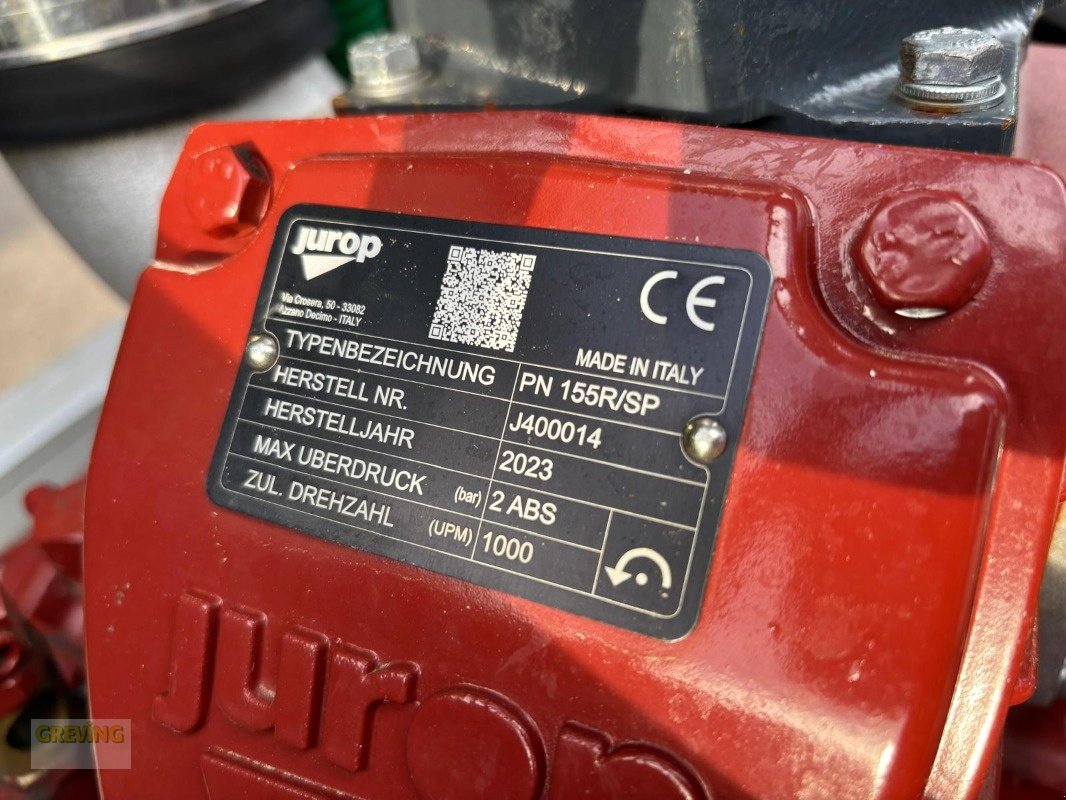 jurop
Via Crosera, 50 - 33082
Azzano Decimo - ITALY
CE
MADE IN ITALY
TYPENBEZEICHNUNG PN 155R/SP
HERSTELL NR. J400014
HERSTELLJAHR 2023
MAX UBERDRUCK (bar) 2 ABS
ZUL. DREHZAHL (UPM) 1000
jurop
GREVING